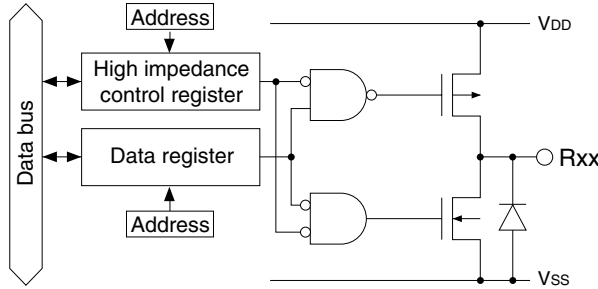 Address
VDD
High impedance
control register
Data bus
Data register
Rxx
Address
VSS